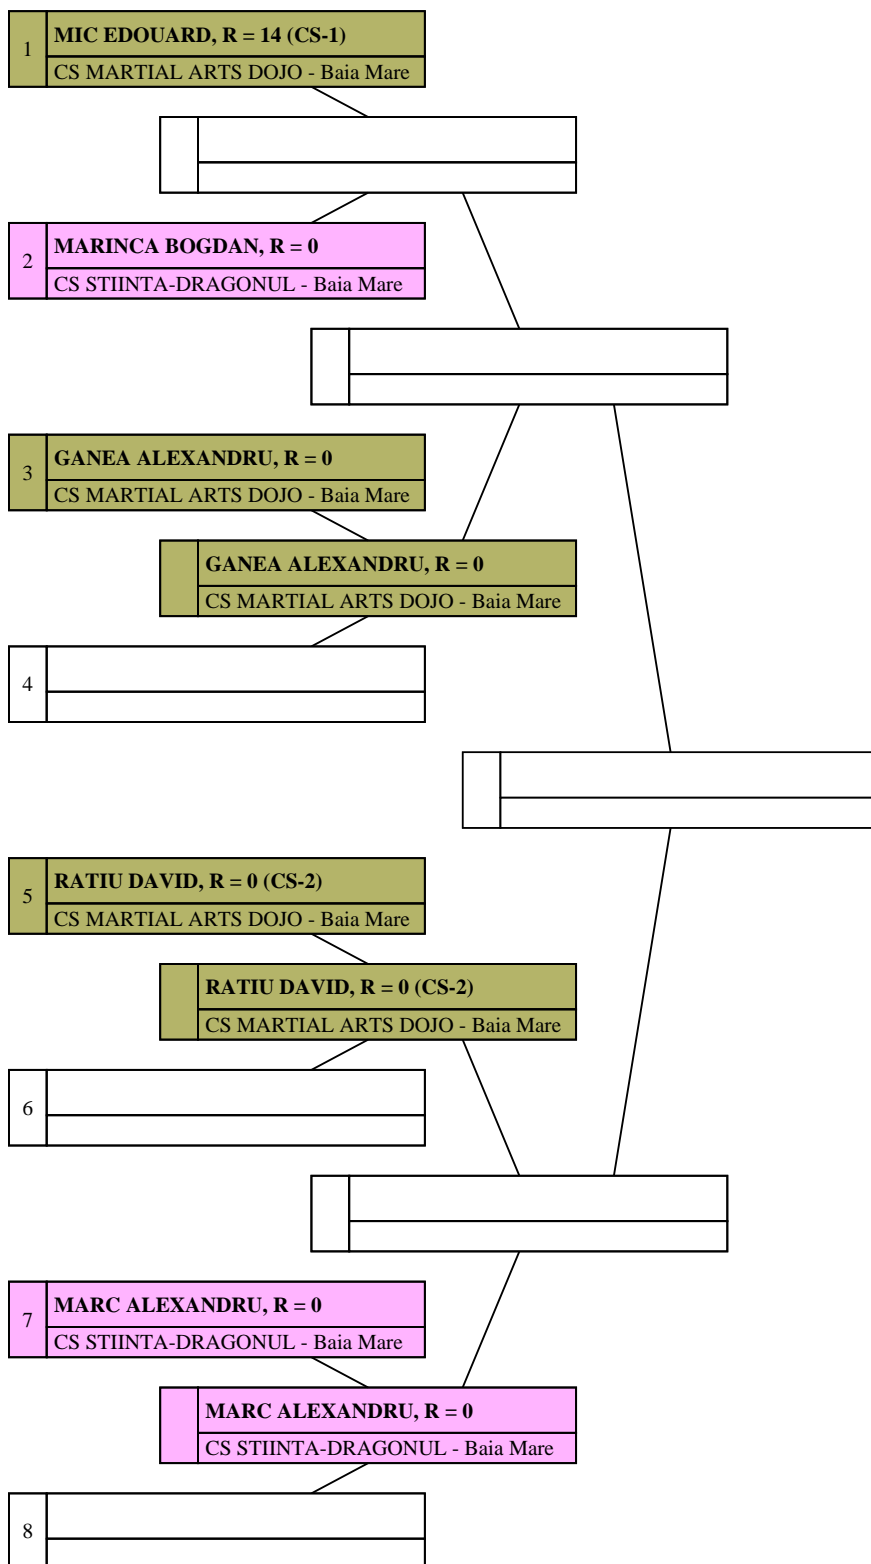 1
MIC EDOUARD, R = 14 (CS-1)
CS MARTIAL ARTS DOJO - Baia Mare
2
MARINCA BOGDAN, R = 0
CS STIINTA-DRAGONUL - Baia Mare
3
GANEA ALEXANDRU, R = 0
CS MARTIAL ARTS DOJO - Baia Mare
GANEA ALEXANDRU, R = 0
CS MARTIAL ARTS DOJO - Baia Mare
4
5
RATIU DAVID, R = 0 (CS-2)
CS MARTIAL ARTS DOJO - Baia Mare
RATIU DAVID, R = 0 (CS-2)
CS MARTIAL ARTS DOJO - Baia Mare
6
7
MARC ALEXANDRU, R = 0
CS STIINTA-DRAGONUL - Baia Mare
MARC ALEXANDRU, R = 0
CS STIINTA-DRAGONUL - Baia Mare
8